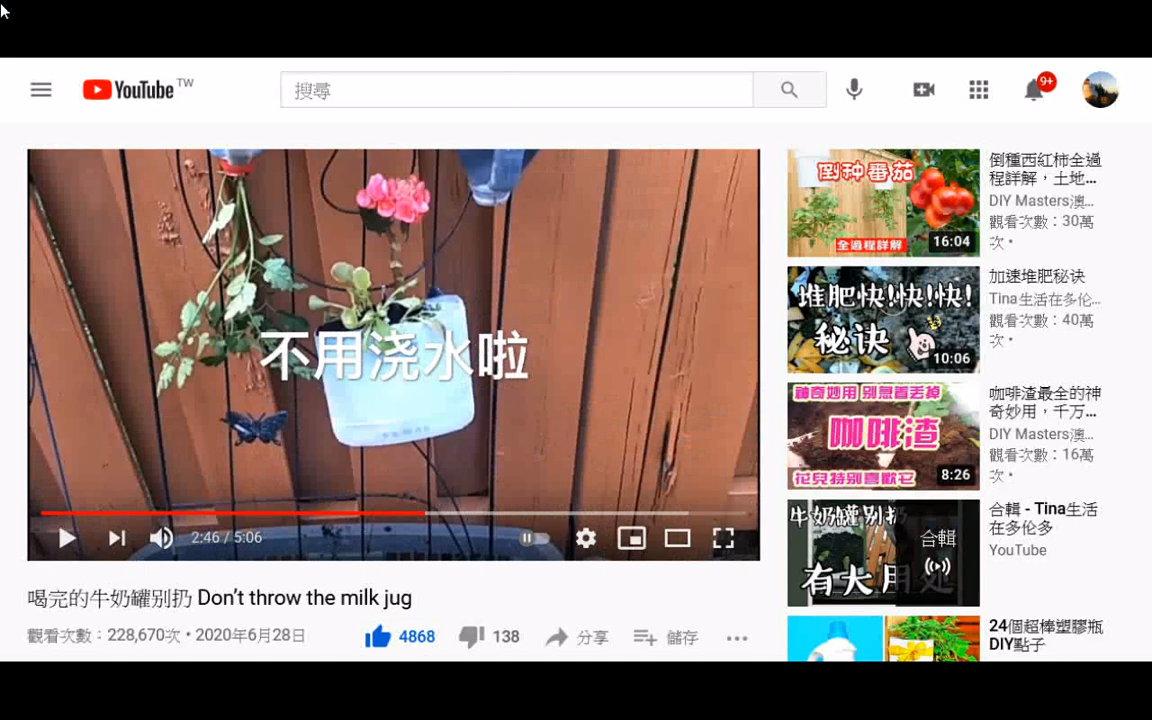 YouTube TW
搜尋
9+
不用浇水啦
2:46 / 5:06
喝完的牛奶罐别扔 Don't throw the milk jug
觀看次數：228,670次 • 2020年6月28日
4868
138
分享
儲存
倒种番茄
全過程詳解
16:04
倒種西紅柿全過
程詳解，土地...
DIY Masters澳...
觀看次數：30萬
次 •
堆肥快!快!快!
秘诀
10:06
加速堆肥秘诀
Tina生活在多伦...
觀看次數：40萬
次 •
神奇妙用 别急着丢掉
咖啡渣
花兒特别喜歡它
8:26
咖啡渣最全的神
奇妙用，千万...
DIY Masters澳...
觀看次數：16萬
次 •
牛奶罐别扔
有大用处
合輯
合輯 - Tina生活
在多伦多
YouTube
24個超棒塑膠瓶
DIY點子